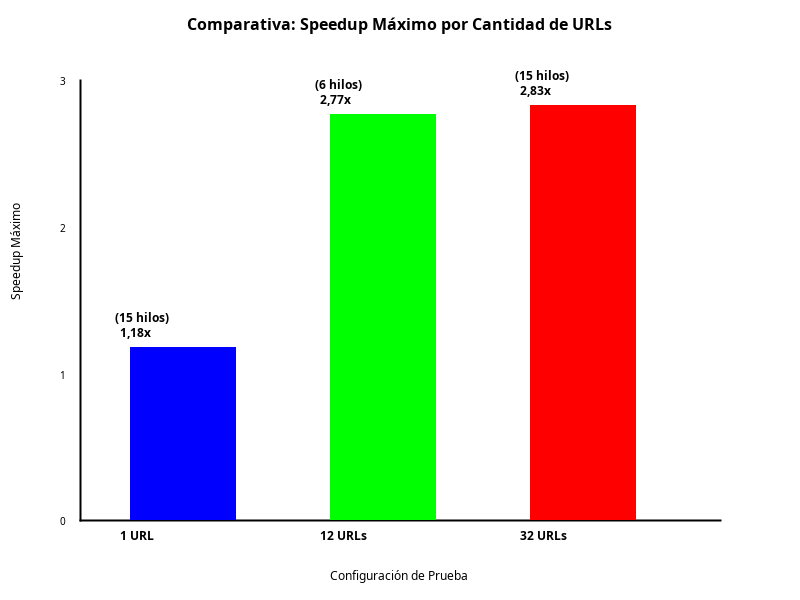 Comparativa: Speedup Máximo por Cantidad de URLs
Speedup Máximo
3
2
1
0
(15 hilos)
1,18x
(6 hilos)
2,77x
(15 hilos)
2,83x
1 URL
12 URLs
32 URLs
Configuración de Prueba